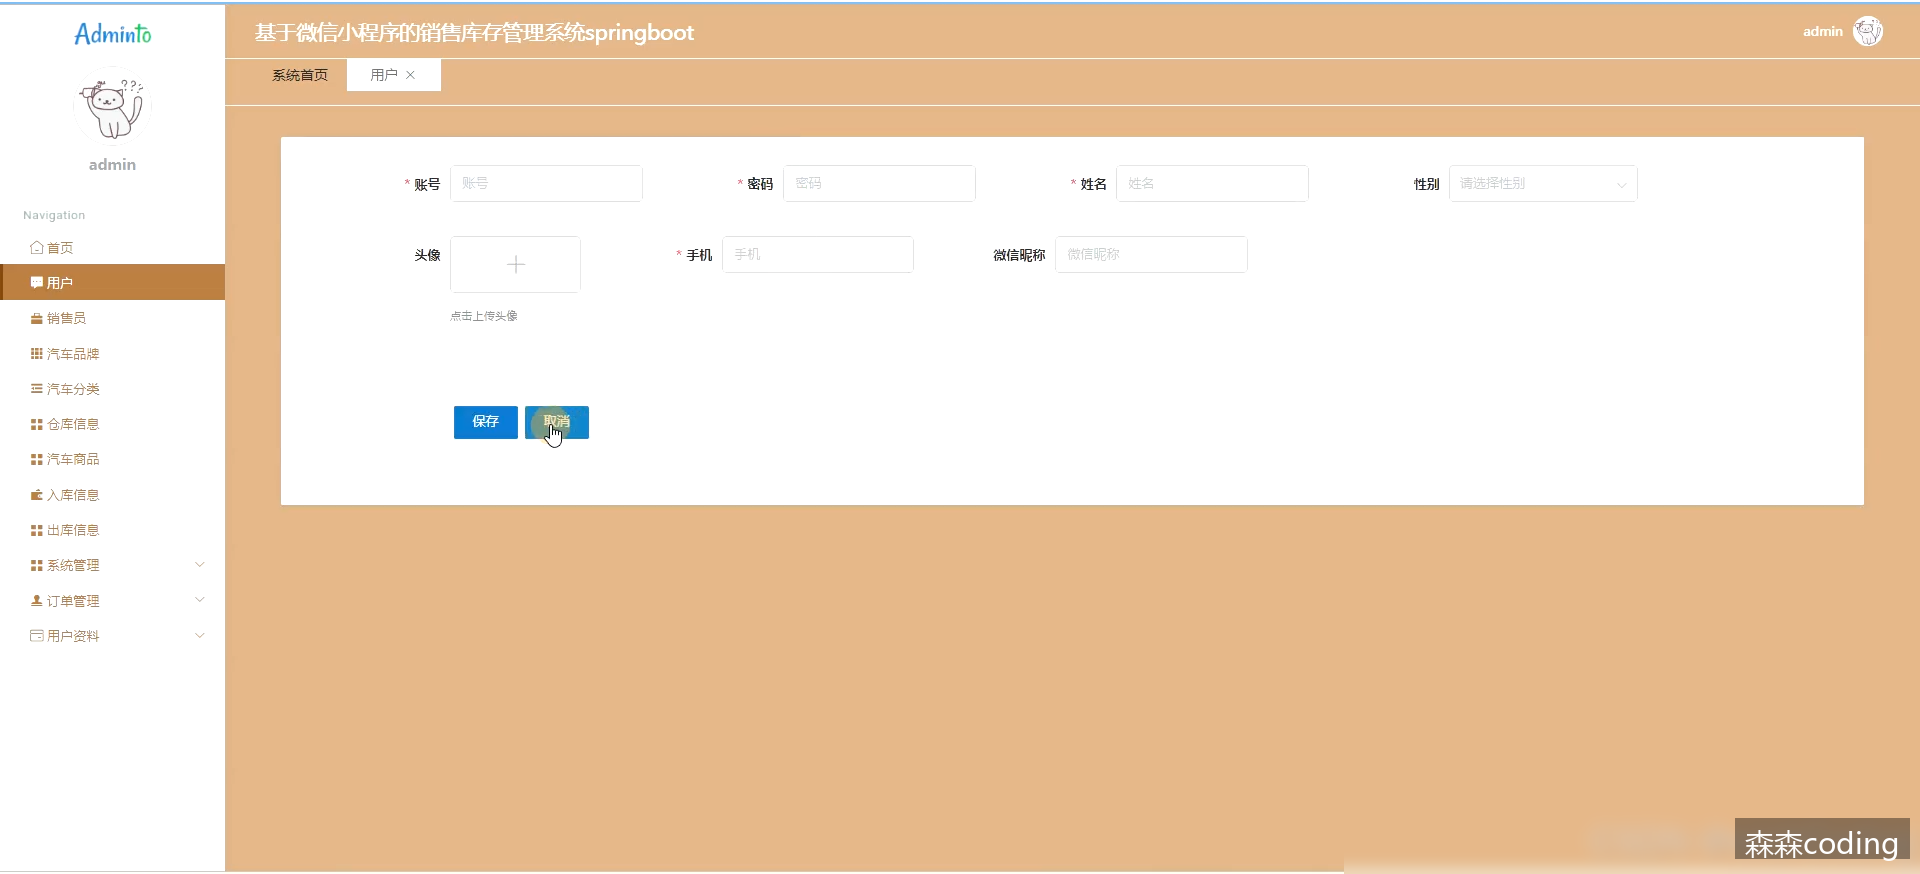 Adminto
基于微信小程序的销售库存管理系统springboot
admin
系统首页
用户
admin
Navigation
首页
用户
销售员
汽车品牌
汽车分类
仓库信息
汽车商品
入库信息
出库信息
系统管理
订单管理
用户资料
* 账号 账号
* 密码 密码
* 姓名 姓名
性别 请选择性别
头像
* 手机 手机
微信昵称 微信昵称
点击上传头像
保存
取消
森森coding